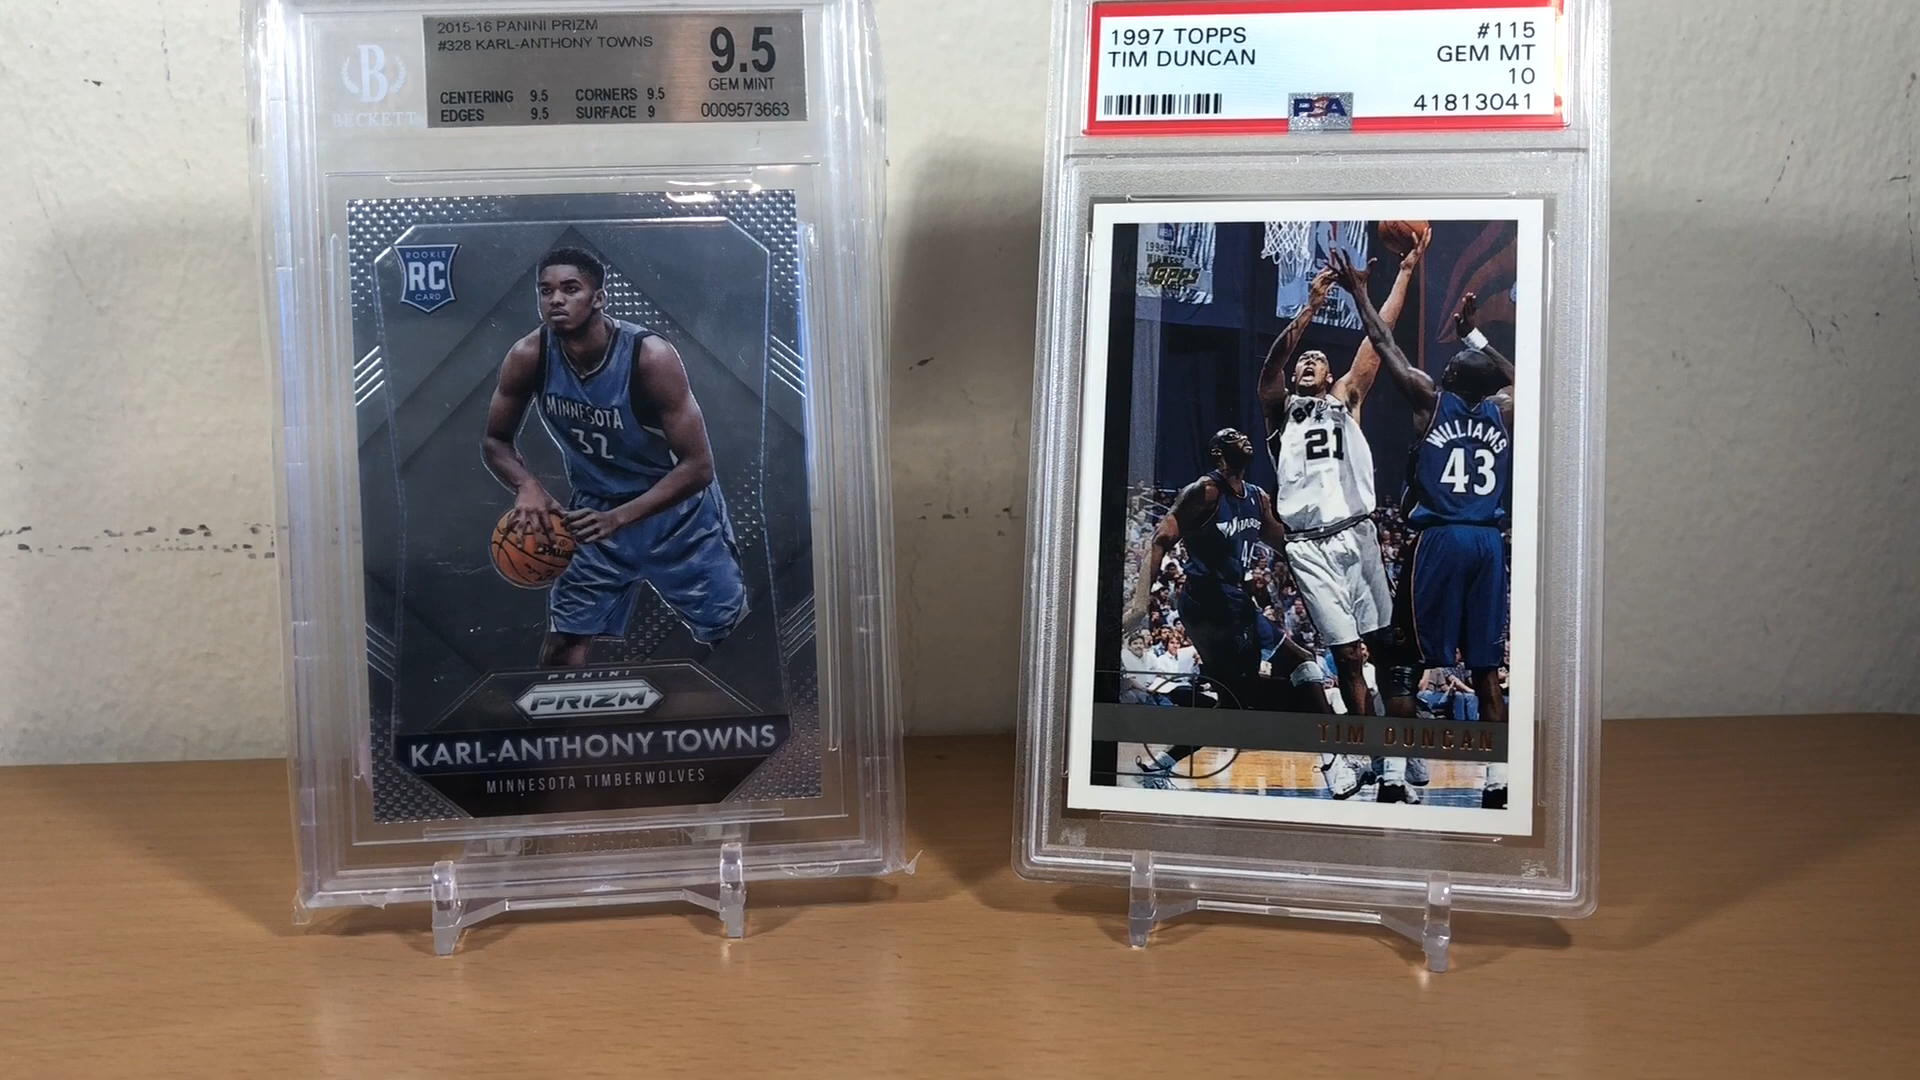 2015-16 PANINI PRIZM
#328 KARL-ANTHONY TOWNS
9.5
GEM MINT
CENTERING 9.5 CORNERS 9.5
EDGES 9.5 SURFACE 9
0009573663
BECKETT
ROOKIE
RC
CARD
MINNESOTA
32
SPALDING
PANINI
PRIZM
KARL-ANTHONY TOWNS
MINNESOTA TIMBERWOLVES
1997 TOPPS #115
TIM DUNCAN GEM MT
10
PSA 41813041
Topps
21
WILLIAMS
43
WIZARDS
TIM DUNCAN